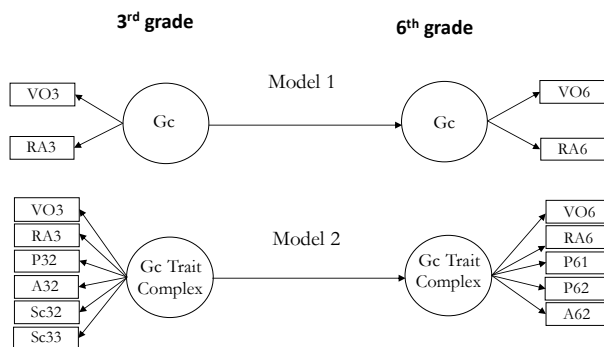 3rd grade
6th grade
Model 1
VO3
RA3
Gc
Gc
VO6
RA6
Model 2
VO3
RA3
P32
A32
Sc32
Sc33
Gc Trait
Complex
Gc Trait
Complex
VO6
RA6
P61
P62
A62